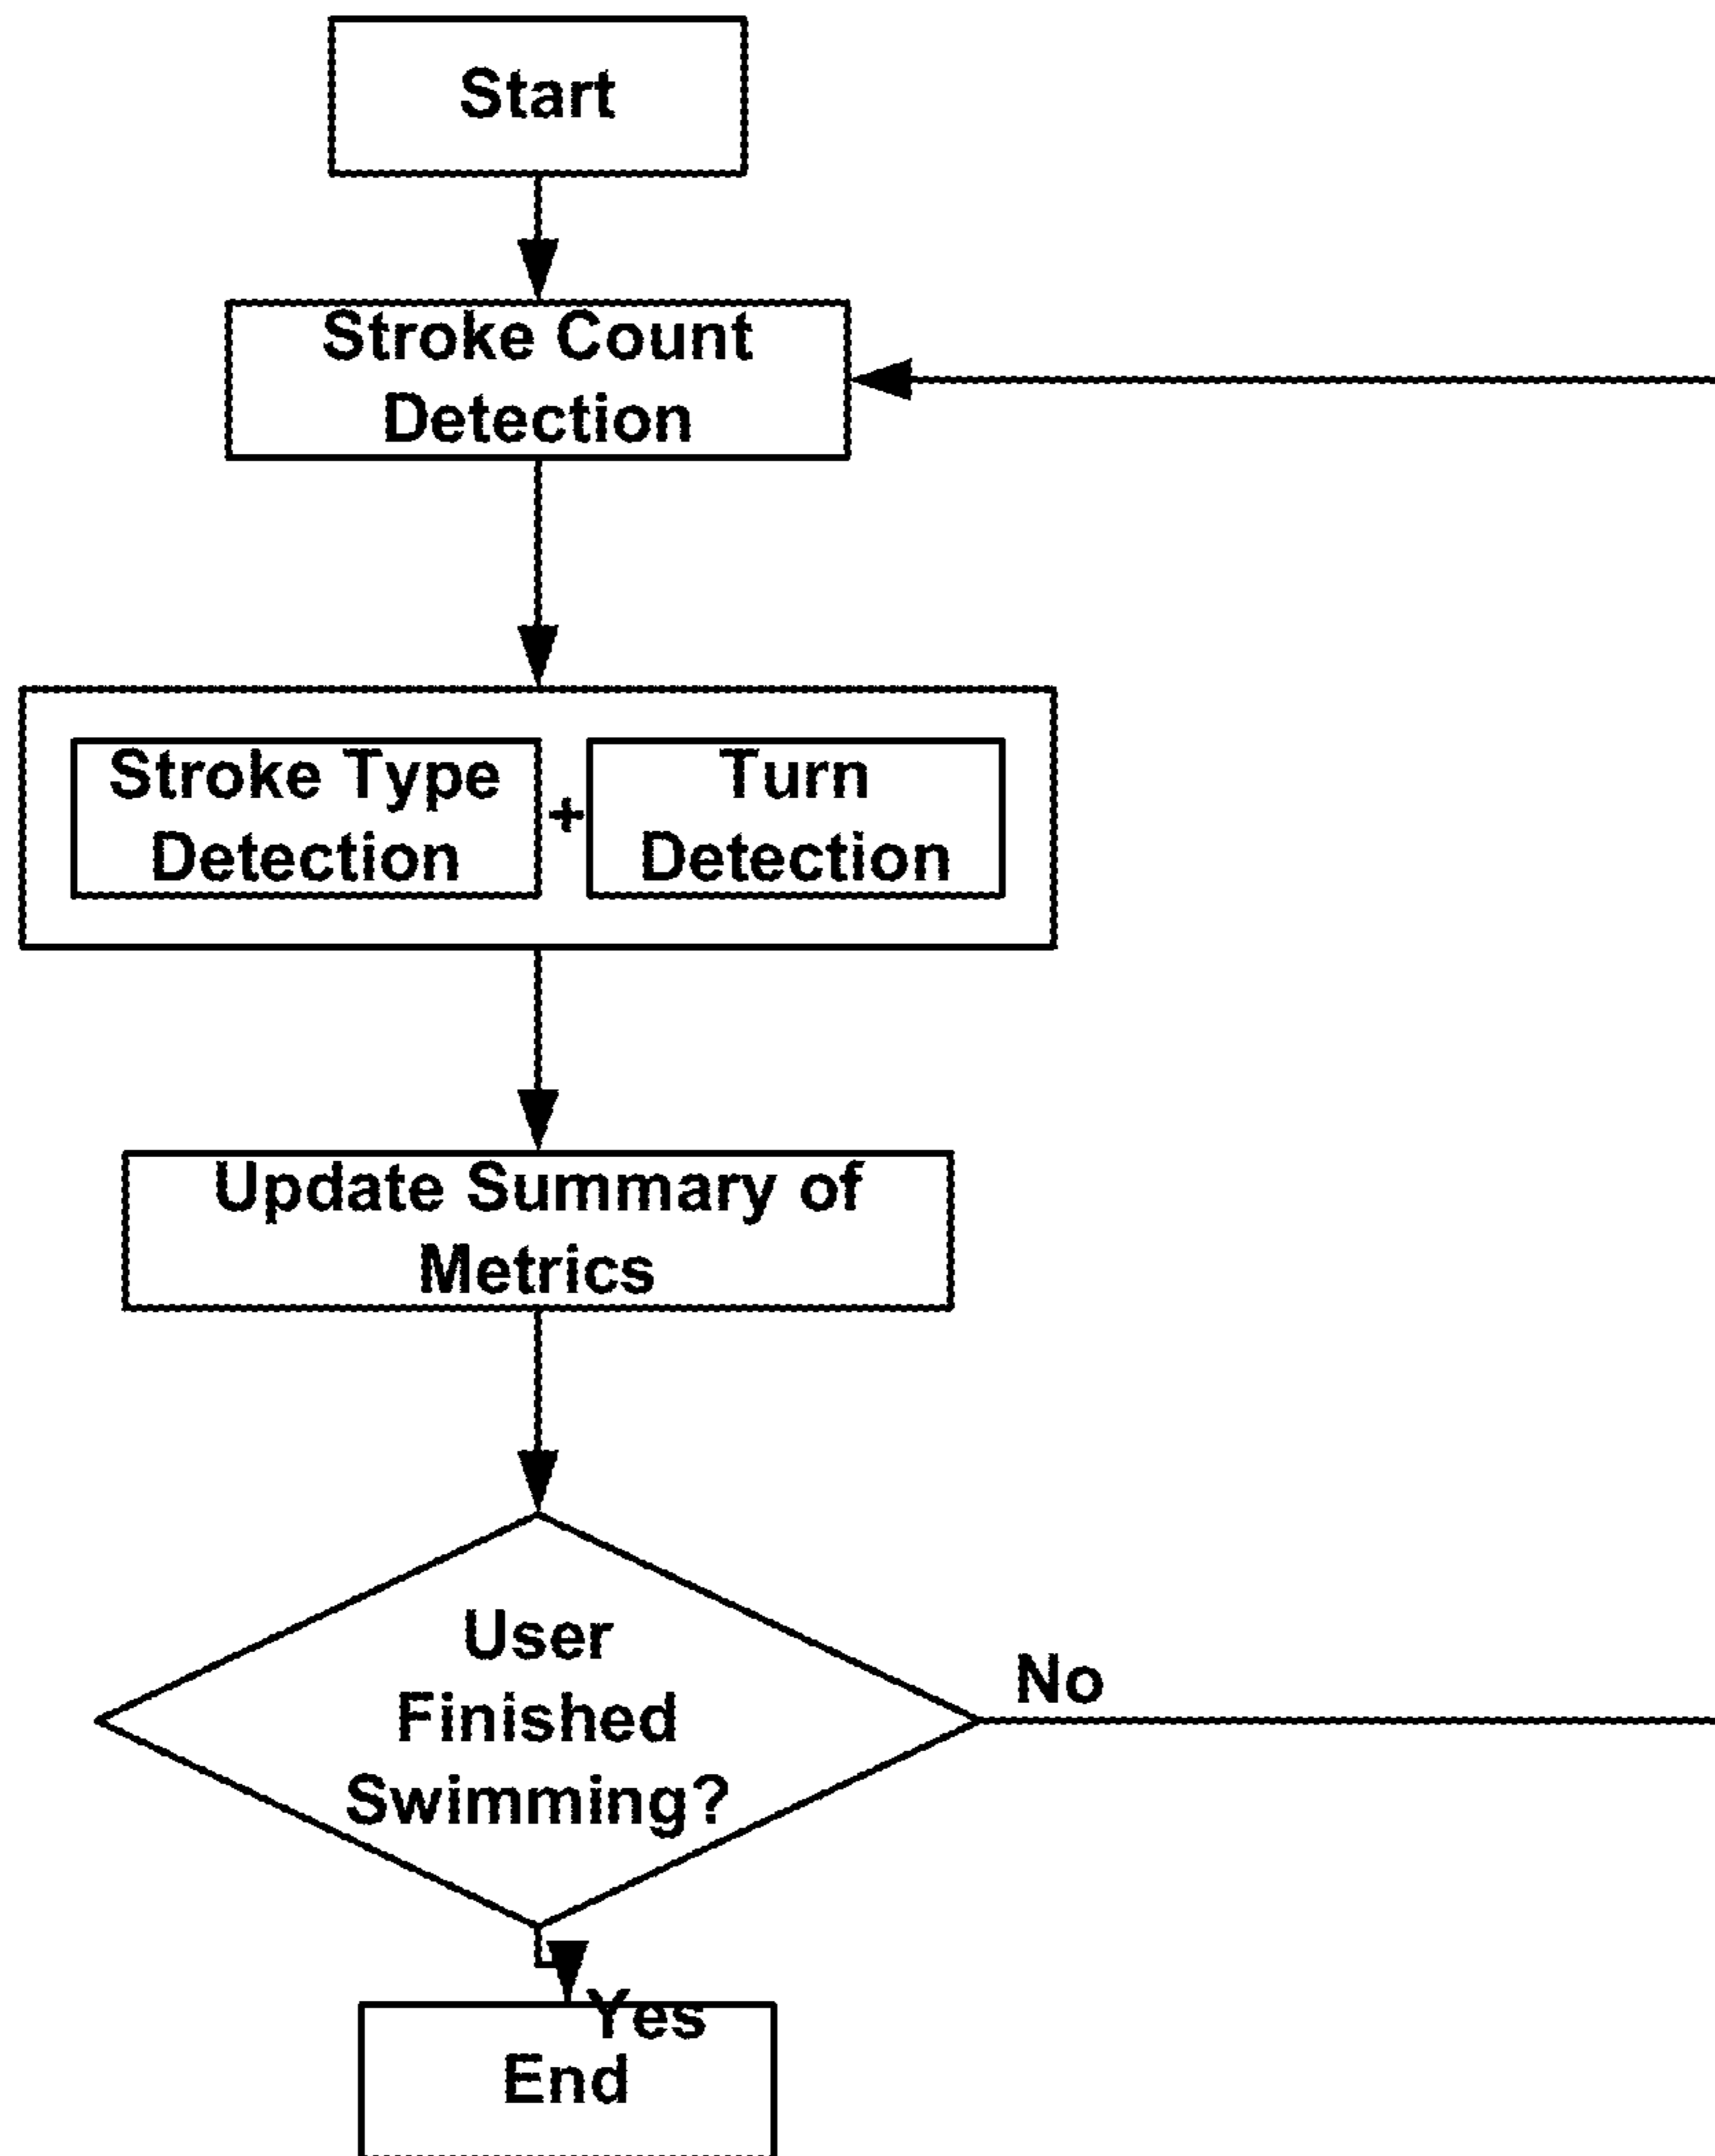 Start
Stroke Count
Detection
Stroke Type
Detection
+
Turn
Detection
Update Summary of
Metrics
User
Finished
Swimming?
No
Yes
End